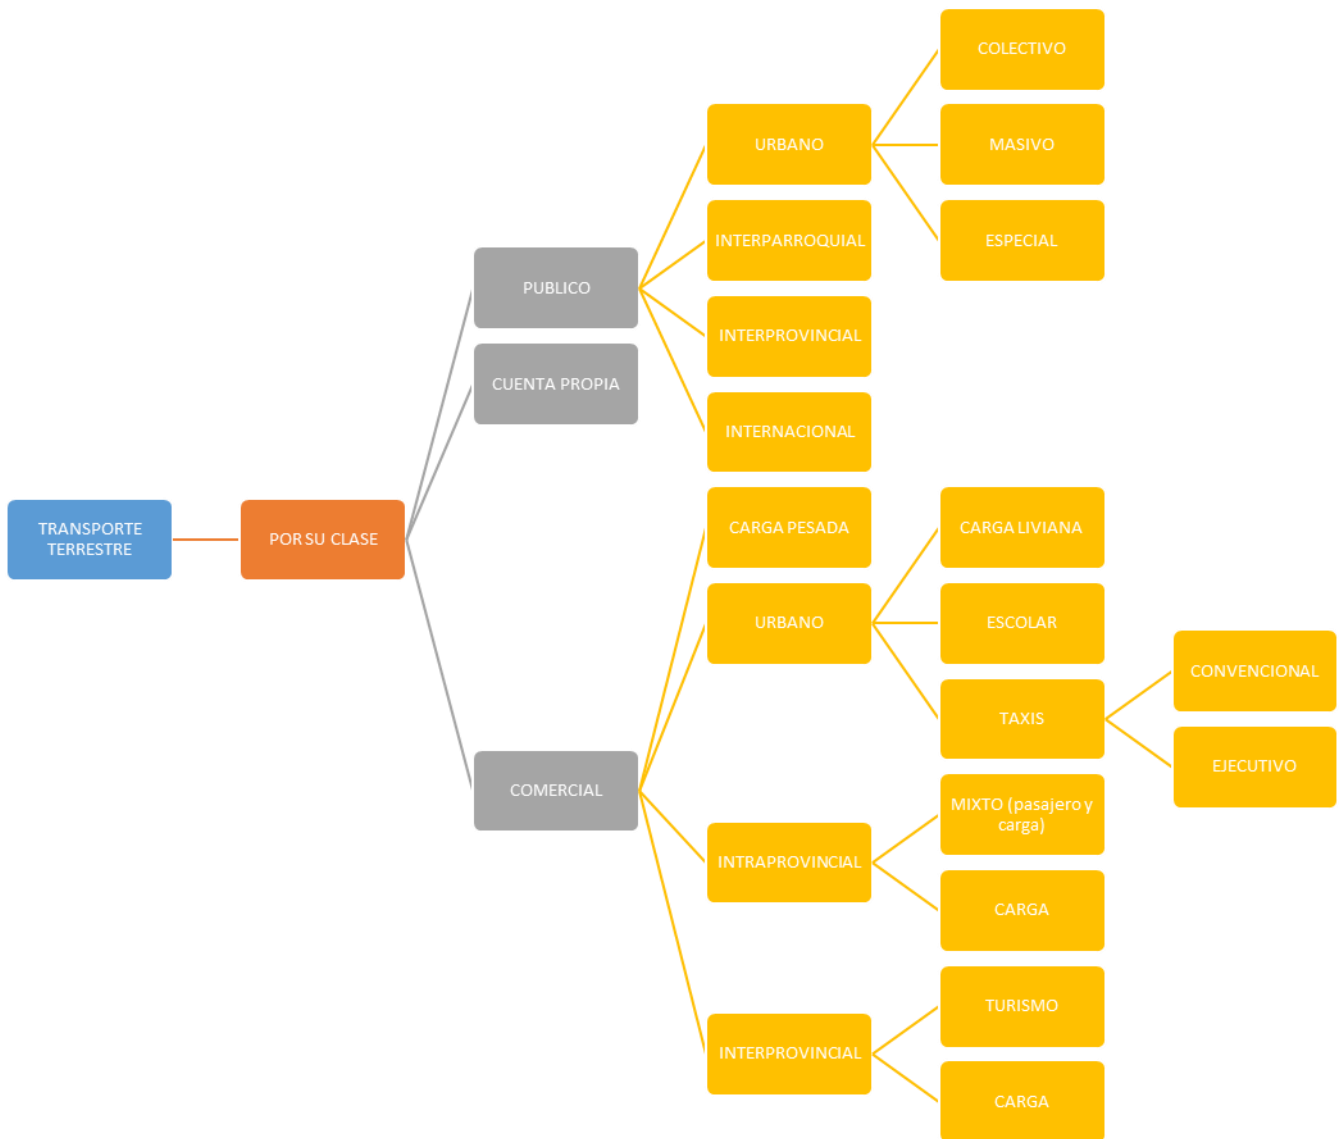 TRANSPORTE
TERRESTRE
POR SU CLASE
PUBLICO
URBANO
COLECTIVO
MASIVO
ESPECIAL
INTERPARROQUIAL
INTERPROVINCIAL
INTERNACIONAL
CUENTA PROPIA
COMERCIAL
CARGA PESADA
URBANO
CARGA LIVIANA
ESCOLAR
TAXIS
CONVENCIONAL
EJECUTIVO
INTRAPROVINCIAL
MIXTO (pasajero y
carga)
CARGA
INTERPROVINCIAL
TURISMO
CARGA